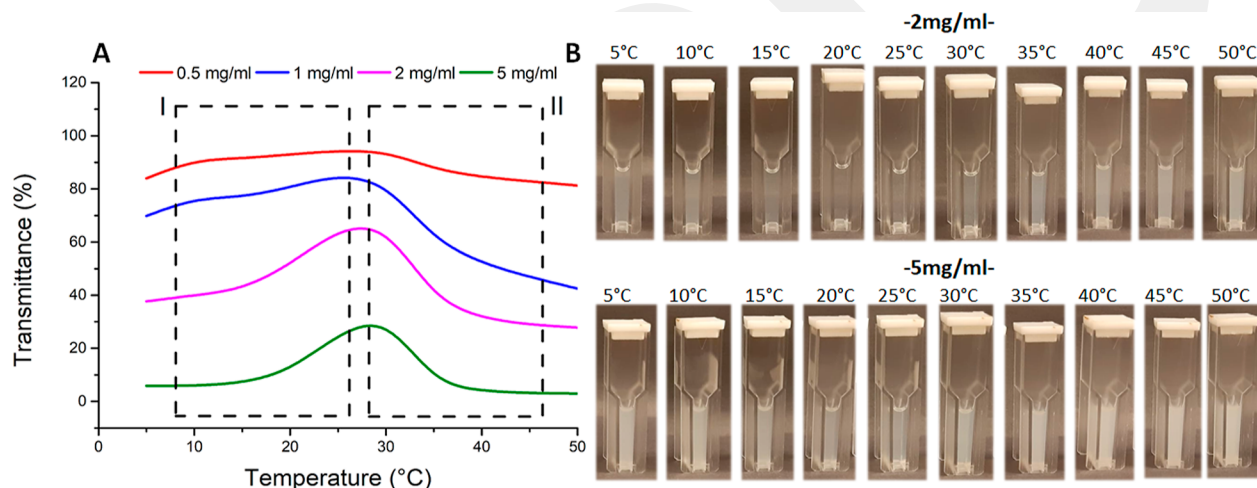 A
0.5 mg/ml 1 mg/ml 2 mg/ml 5 mg/ml
I II
120
100
80
60
40
20
0
Transmittance (%)
0 10 20 30 40 50
Temperature (°C)
B
-2mg/ml-
5°C 10°C 15°C 20°C 25°C 30°C 35°C 40°C 45°C 50°C
-5mg/ml-
5°C 10°C 15°C 20°C 25°C 30°C 35°C 40°C 45°C 50°C